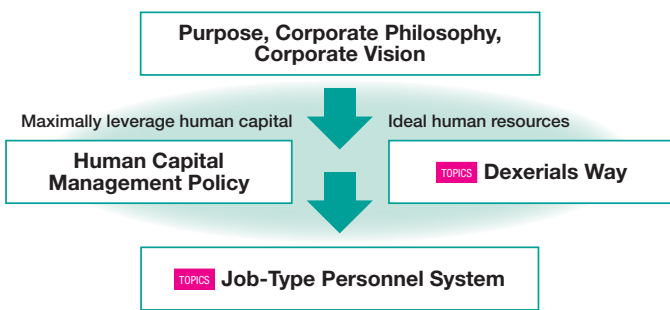 Purpose, Corporate Philosophy,
Corporate Vision
Maximally leverage human capital
Ideal human resources
Human Capital
Management Policy
TOPICS Dexerials Way
TOPICS Job-Type Personnel System